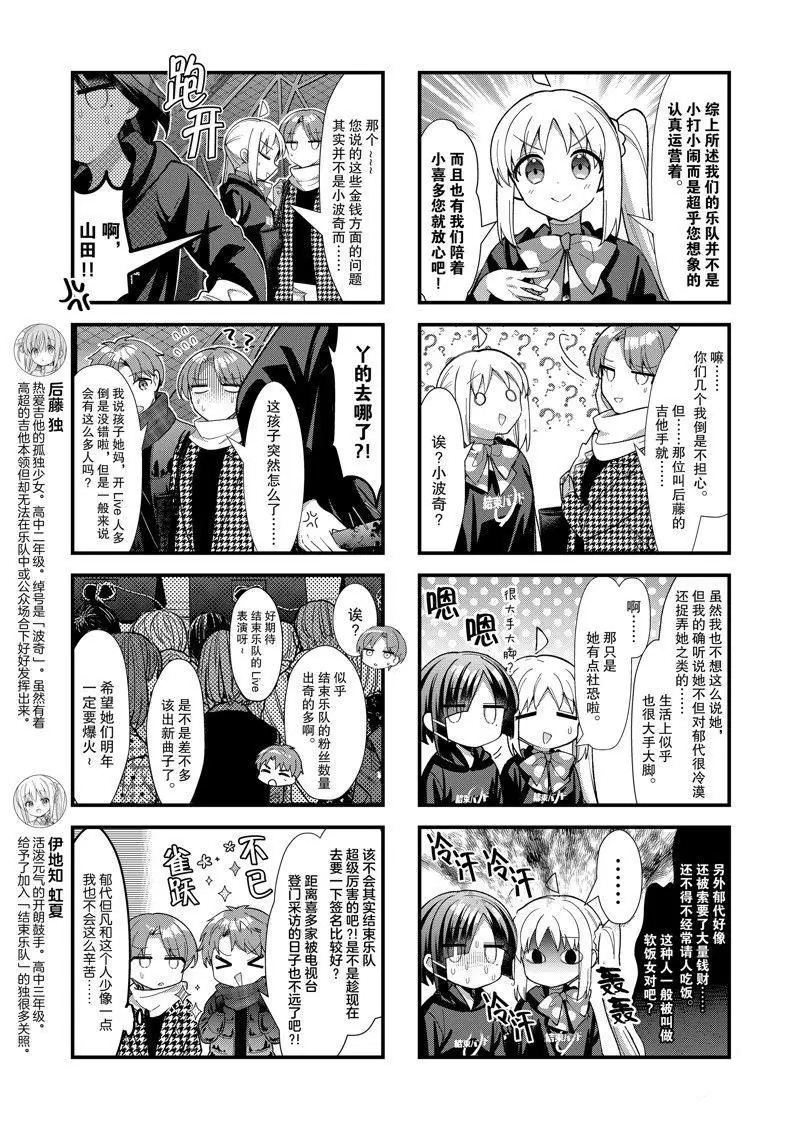 综上所述我们的乐队并不是
小打小闹而是超乎您想象的
认真运营着。
而且也有我们陪着
小喜多您就放心吧！
嘛…
你们几个我倒是不担心。
但……那位叫后藤的
吉他手就……
诶？小波奇？
虽然我也不想这么说她，
但我的确听说她不但对郁代很冷漠
还捉弄她之类的……
生活上似乎
也很大手大脚。
啊……
那只是
她有点社恐啦。
很大手大脚？
嗯嗯
另外郁代好像
还被索要了大量钱财……
还不得不经常请人吃饭。
这种人一般被叫做
软饭女对吧？
冷汗
冷汗
轰轰
結束バンド
那个~~~
您说的这些金钱方面的问题
其实并不是小波奇而……
跑开
啊，
山田！！
丫的去哪了?!
这孩子突然怎么了……
???
我说孩子她妈，开 Live 人多
倒是没错啦，但是一般来说
会有这么多人吗？
诶？
好期待
结束乐队的 Live
表演呀~
似乎
结束乐队的粉丝数量
出奇的多啊。
是不是差不多
该出新曲子了。
希望她们明年
一定要爆火~
该不会其实结束乐队
超级厉害的吧?!是不是趁现在
去要一下签名比较好？
距离喜多家被电视台
登门采访的日子也不远了吧?!
雀跃
不已
郁代但凡和这个人少像一点
我也不会这么辛苦……
后藤 独
热爱吉他的孤独少女。高中二年级。绰号是「波奇」。虽然有着
高超的吉他本领但却无法在乐队中或公众场合下好好发挥出来。
伊地知 虹夏
活泼元气的开朗鼓手。高中三年级。
给予了加入「结束乐队」的独很多关照。